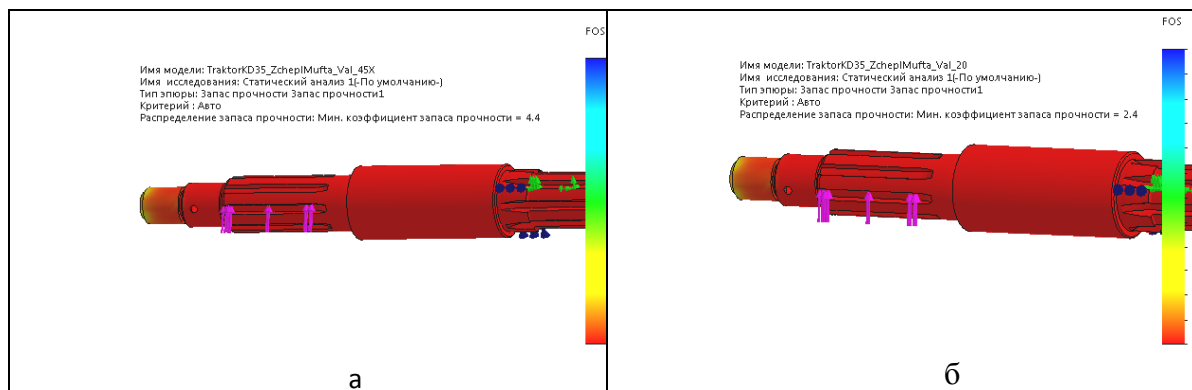 FOS
Имя модели: TraktorKD35_ZcheplMufta_Val_45X
Имя исследования: Статический анализ 1(-По умолчанию-)
Тип эпюры: Запас прочности Запас прочности1
Критерий : Авто
Распределение запаса прочности: Мин. коэффициент запаса прочности = 4.4
а
FOS
Имя модели: TraktorKD35_ZcheplMufta_Val_20
Имя исследования: Статический анализ 1(-По умолчанию-)
Тип эпюры: Запас прочности Запас прочности1
Критерий : Авто
Распределение запаса прочности: Мин. коэффициент запаса прочности = 2.4
б